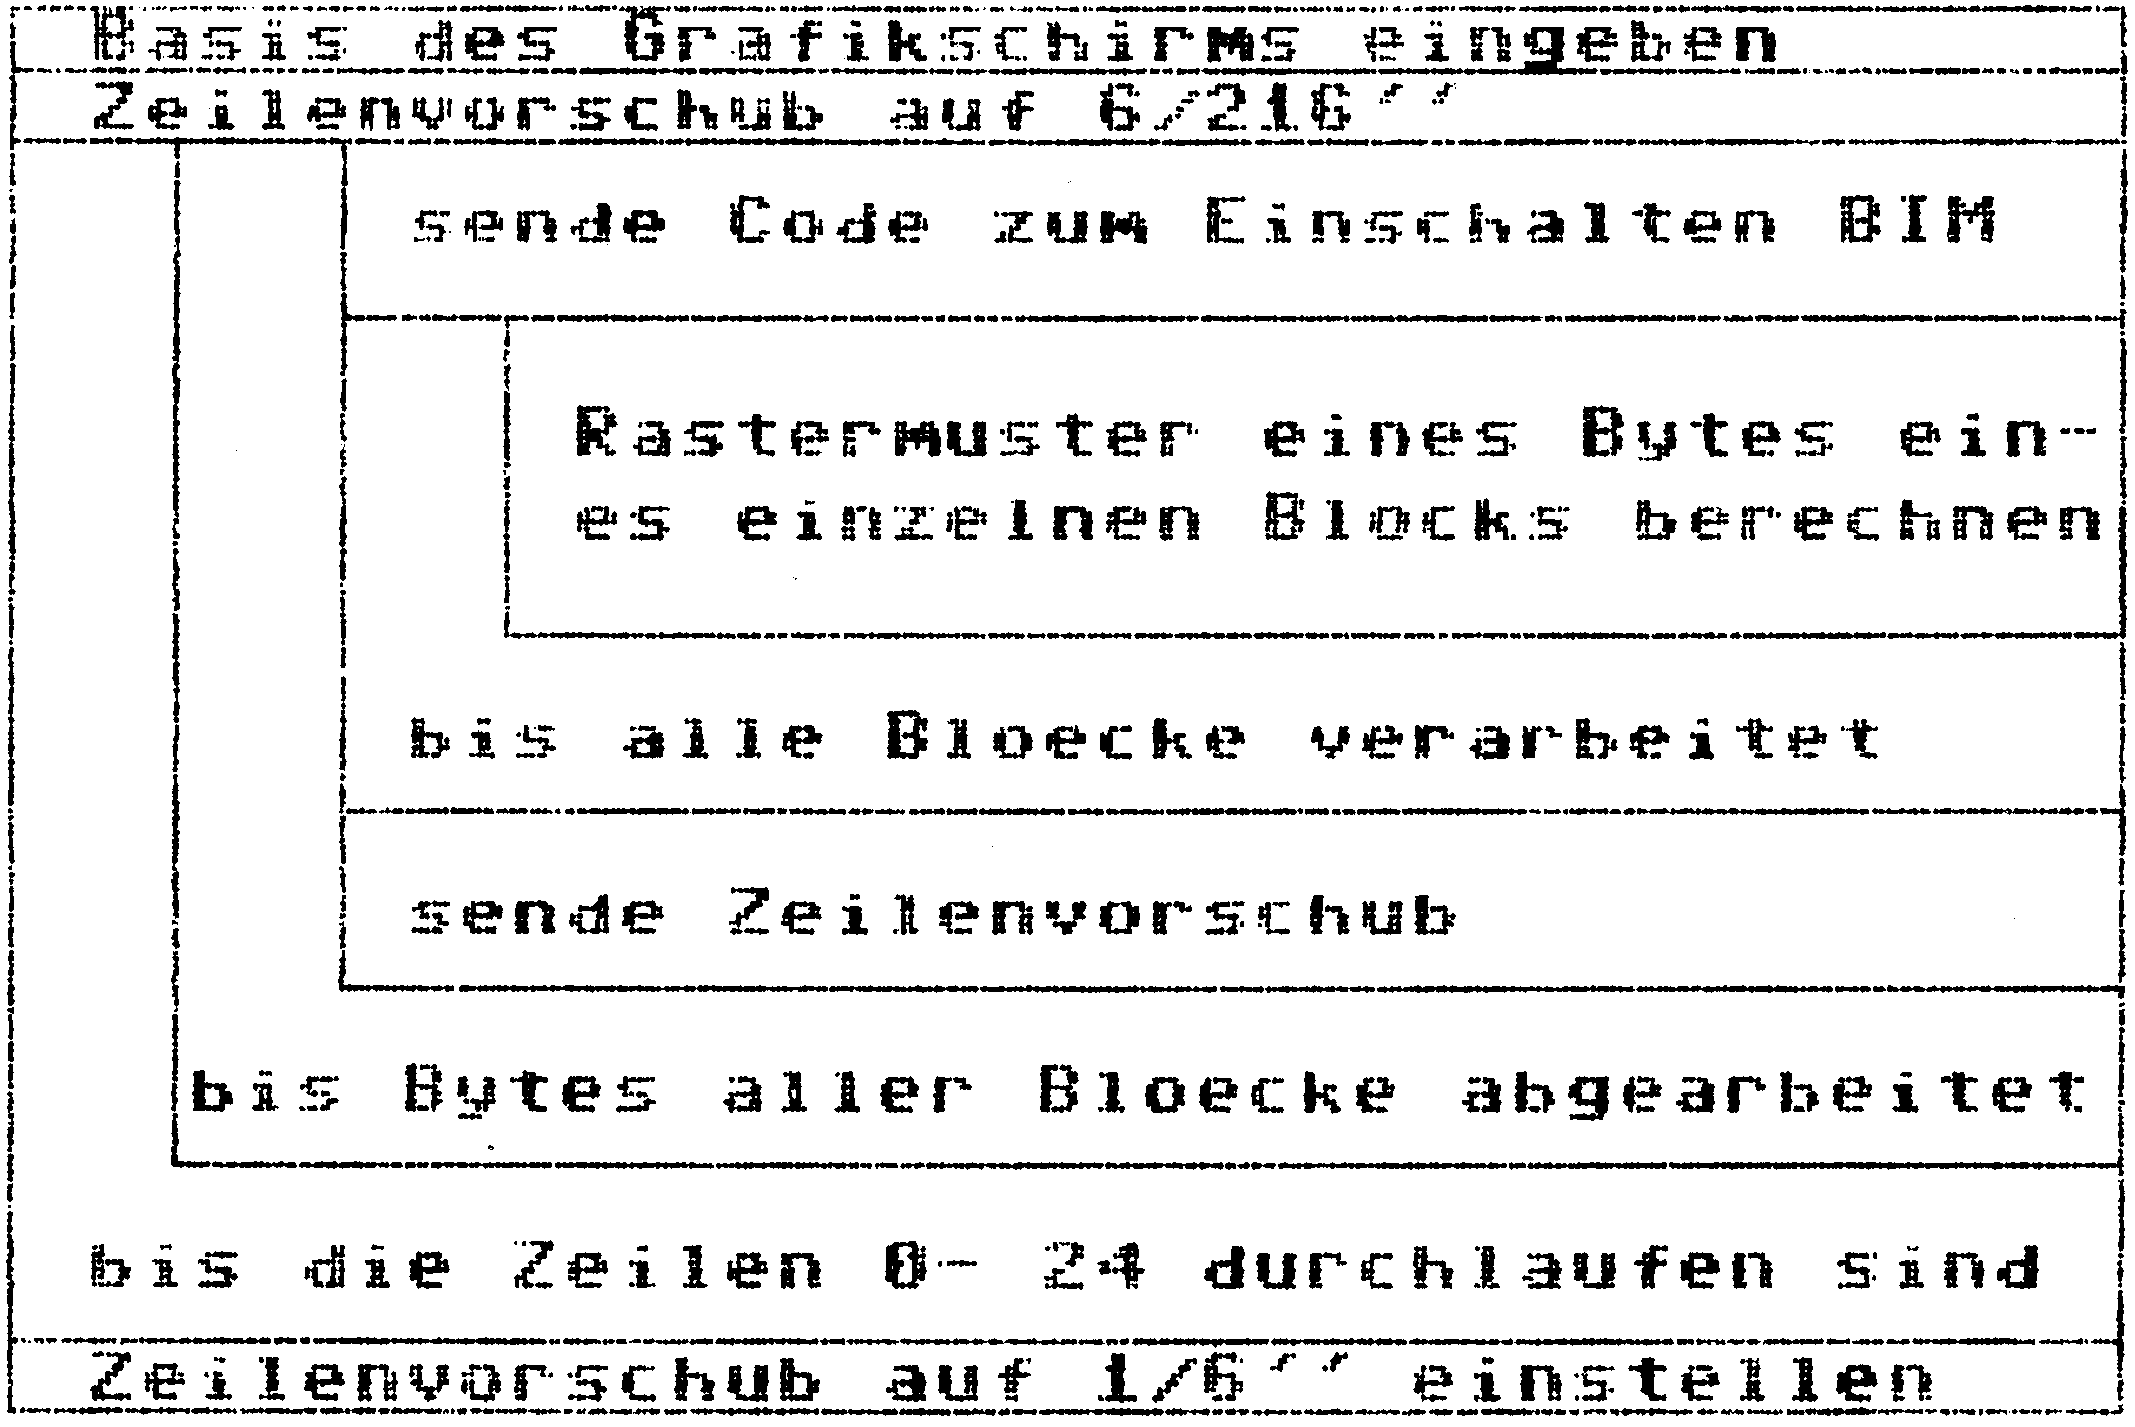 Basis des Grafikschirms eingeben
Zeilenvorschub auf 6/216''
sende Code zum Einschalten BIM
Rastermuster eines Bytes ein-
es einzelnen Blocks berechnen
bis alle Bloecke verarbeitet
sende Zeilenvorschub
bis Bytes aller Bloecke abgearbeitet
bis die Zeilen 0- 24 durchlaufen sind
Zeilenvorschub auf 1/6'' einstellen